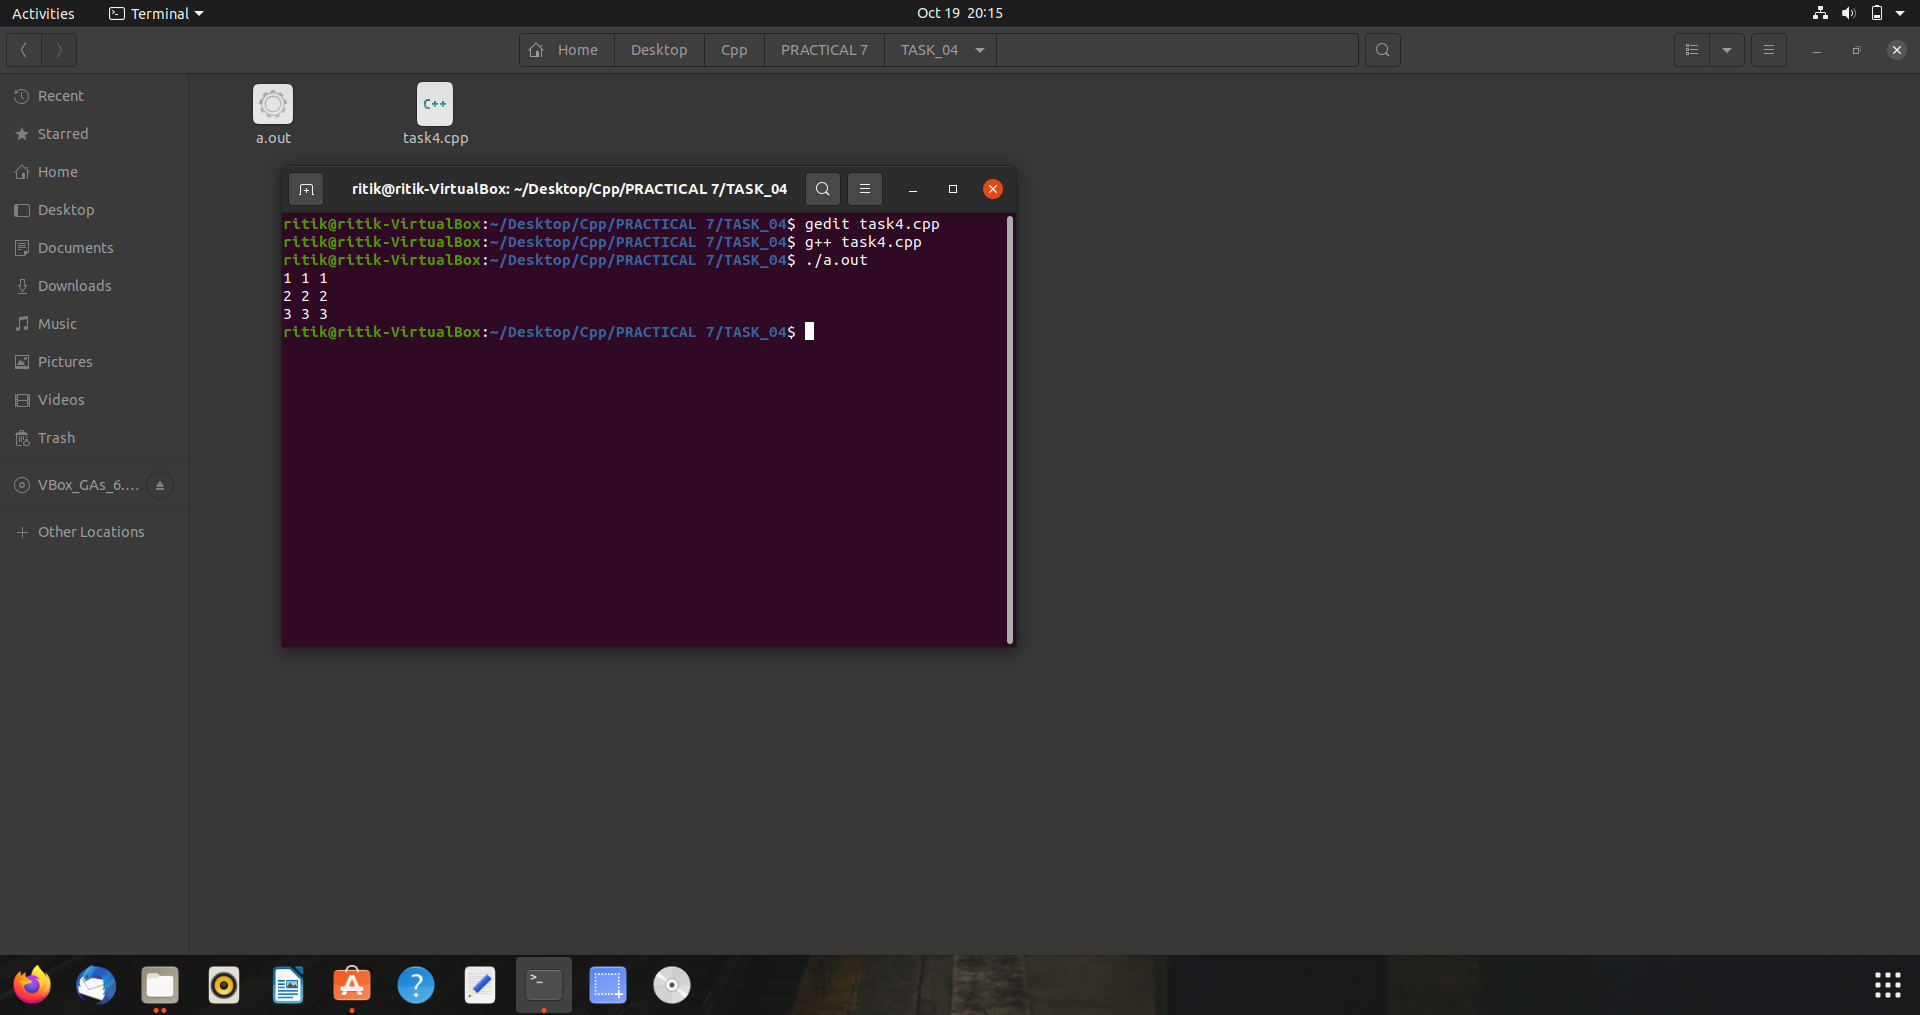 Activities
Terminal
Oct 19 20:15
Home
Desktop
Cpp
PRACTICAL 7
TASK_04
Recent
Starred
Home
Desktop
Documents
Downloads
Music
Pictures
Videos
Trash
VBox_GAs_6....
Other Locations
C++
a.out
task4.cpp
ritik@ritik-VirtualBox: ~/Desktop/Cpp/PRACTICAL 7/TASK_04
ritik@ritik-VirtualBox:~/Desktop/Cpp/PRACTICAL 7/TASK_04$ gedit task4.cpp
ritik@ritik-VirtualBox:~/Desktop/Cpp/PRACTICAL 7/TASK_04$ g++ task4.cpp
ritik@ritik-VirtualBox:~/Desktop/Cpp/PRACTICAL 7/TASK_04$ ./a.out
1 1 1
2 2 2
3 3 3
ritik@ritik-VirtualBox:~/Desktop/Cpp/PRACTICAL 7/TASK_04$